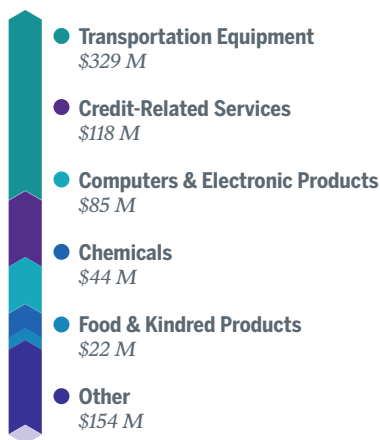 Transportation Equipment
$329 M
Credit-Related Services
$118 M
Computers & Electronic Products
$85 M
Chemicals
$44 M
Food & Kindred Products
$22 M
Other
$154 M